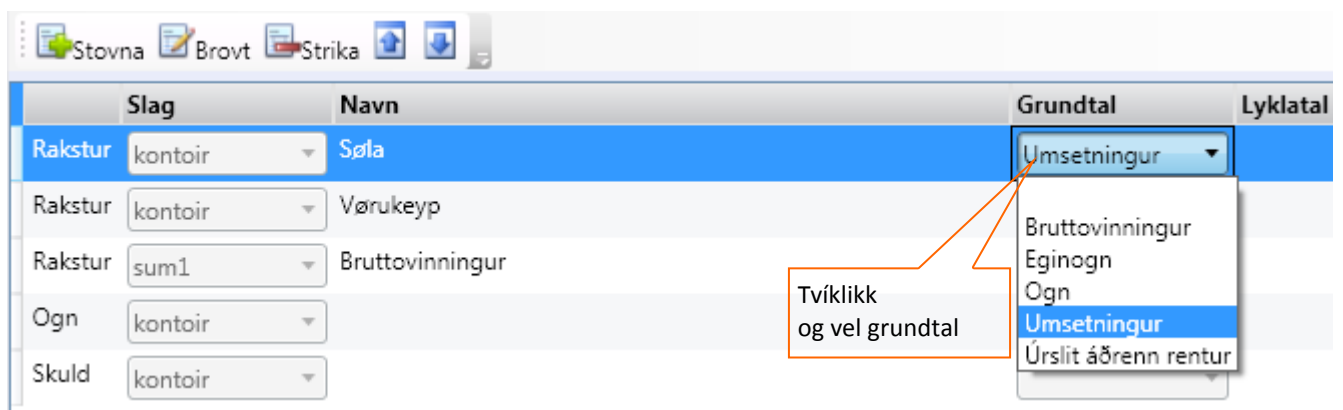 Stovna Brovt Strika
Slag Navn Grundtal Lyklatal
Rakstur kontoir Søla Umsetningur
Rakstur kontoir Vørukeyp
Rakstur sum1 Bruttovinningur
Ogn kontoir
Skuld kontoir
Bruttovinningur
Eginogn
Ogn
Umsetningur
Úrslit áðrenn rentur
Tvíklikk
og vel grundtal